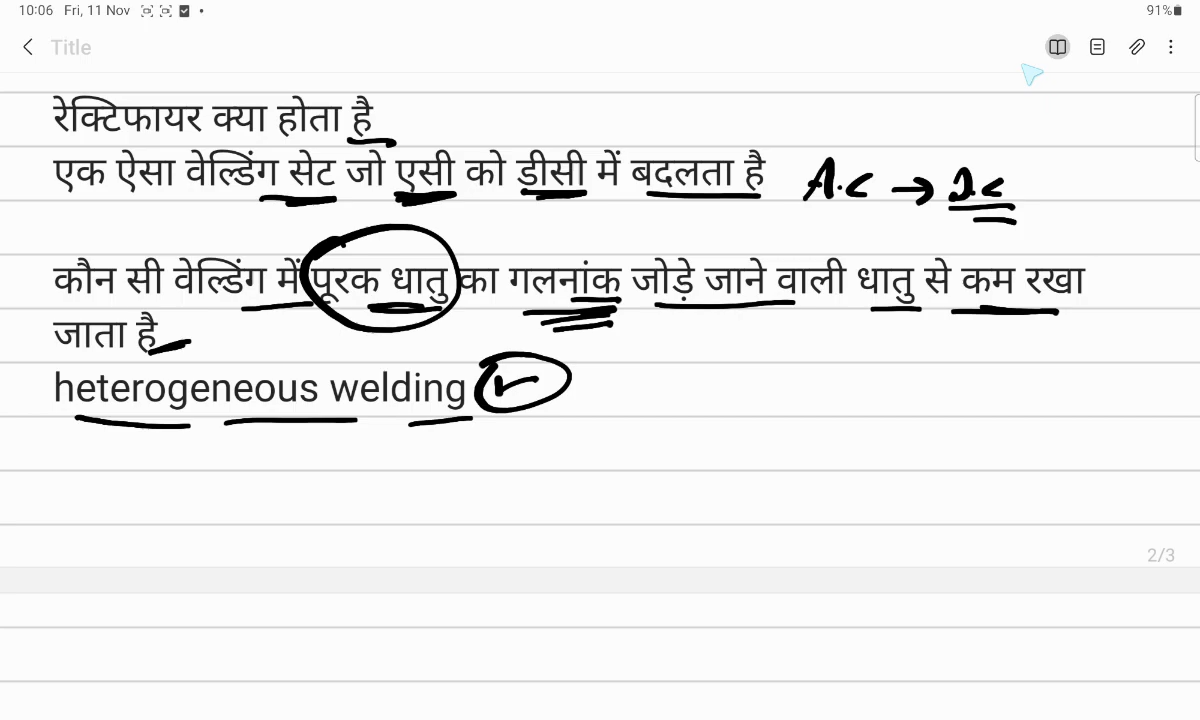 10:06 Fri, 11 Nov
91%
Title
रेक्टिफायर क्या होता है
एक ऐसा वेल्डिंग सेट जो एसी को डीसी में बदलता है A.C → D.C
कौन सी वेल्डिंग में पूरक धातु का गलनांक जोड़े जाने वाली धातु से कम रखा
जाता है
heterogeneous welding
2/3